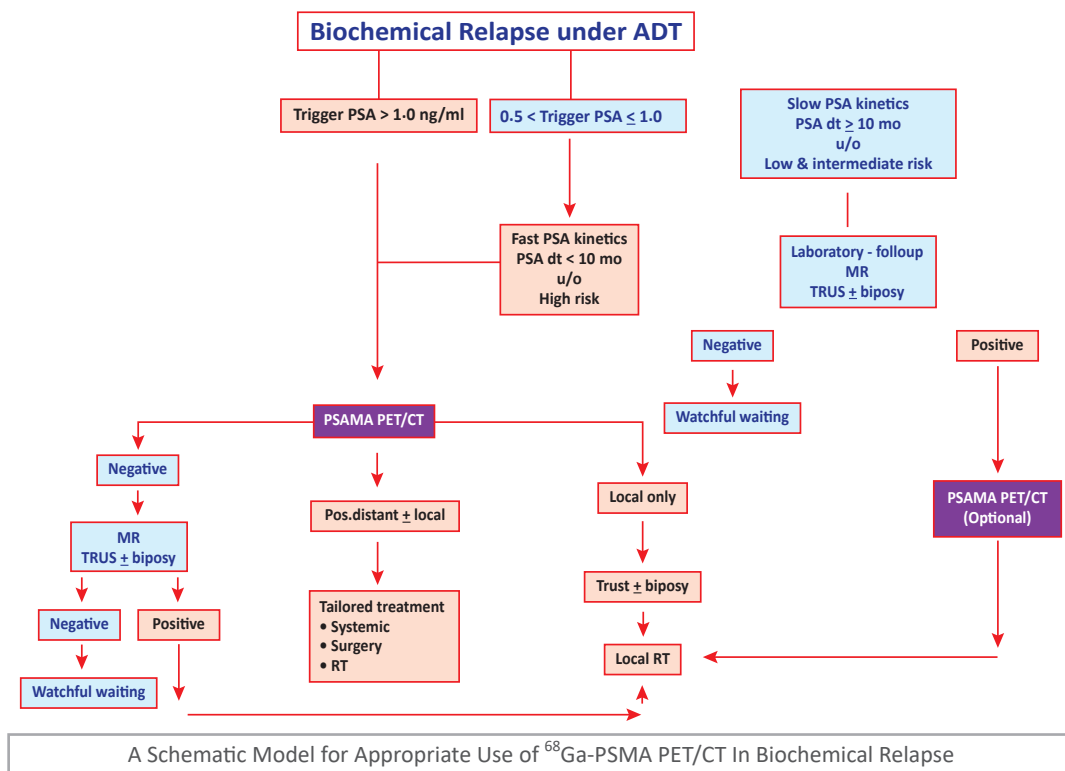 Biochemical Relapse under ADT
Trigger PSA > 1·0 ng/ml
0.5 < Trigger PSA ≤ 1.0
Slow PSA kinetics
PSA dt ≥ 10 mo
u/o
Low & intermediate risk
Fast PSA kinetics
PSA dt < 10 mo
u/o
High risk
Laboratory - folloup
MR
TRUS ± biposy
Negative
Positive
Watchful waiting
PSAMA PET/CT
Negative
Pos.distant ± local
Local only
PSAMA PET/CT
(Optional)
MR
TRUS ± biposy
Trust ± biposy
Negative
Positive
Tailored treatment
• Systemic
• Surgery
• RT
Local RT
Watchful waiting
A Schematic Model for Appropriate Use of ⁶⁸Ga-PSMA PET/CT In Biochemical Relapse